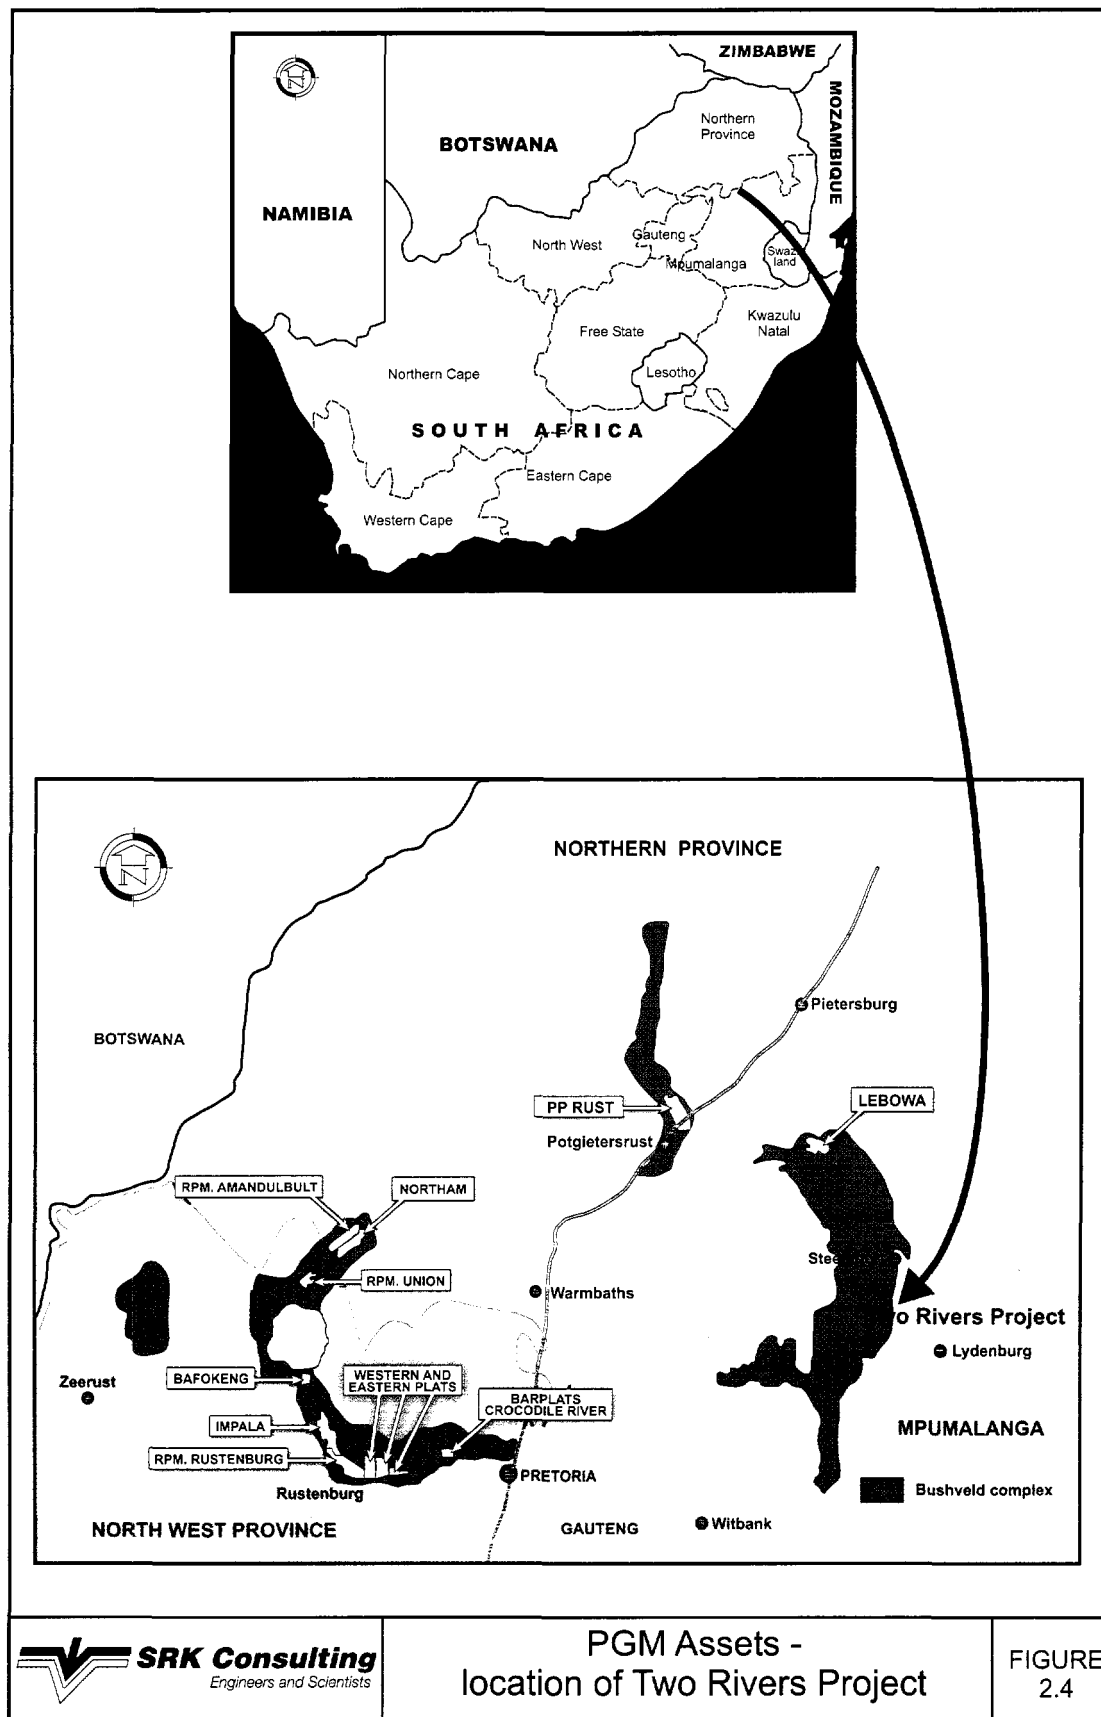 ZIMBABWE
MOZAMBIQUE
Northern
Province
BOTSWANA
NAMIBIA
North West
Gauteng
Mpumalanga
land
Free State
Kwazulu
Natal
Northern Cape
Lesotho
SOUTH AFRICA
Eastern Cape
Western Cape
N
NORTHERN PROVINCE
N
BOTSWANA
Pietersburg
PP RUST
LEBOWA
Potgietersrust
RPM. AMANDULBULT
NORTHAM
RPM. UNION
Warmbaths
Rivers Project
Lydenburg
Zeerust
BAFOKENG
WESTERN AND
EASTERN PLATS
BARPLATS
CROCODILE RIVER
IMPALA
RPM. RUSTENBURG
MPUMALANGA
PRETORIA
Rustenburg
Bushveld complex
NORTH WEST PROVINCE
GAUTENG
Witbank
SRK Consulting
Engineers and Scientists
PGM Assets -
location of Two Rivers Project
FIGURE
2.4